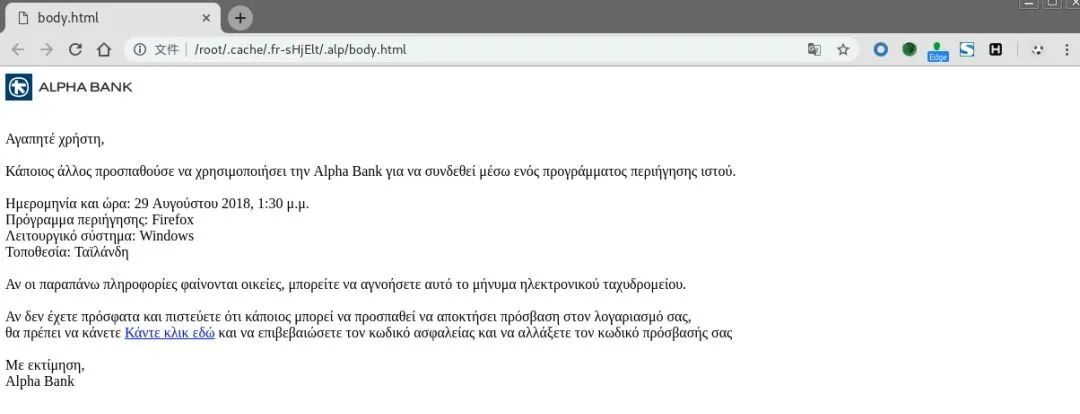 body.html
文件 /root/.cache/.fr-sHjElt/.alp/body.html
Edge
S
H
ALPHA BANK
Αγαπητέ χρήστη,
Κάποιος άλλος προσπαθούσε να χρησιμοποιήσει την Alpha Bank για να συνδεθεί μέσω ενός προγράμματος περιήγησης ιστού.
Ημερομηνία και ώρα: 29 Αυγούστου 2018, 1:30 μ.μ.
Πρόγραμμα περιήγησης: Firefox
Λειτουργικό σύστημα: Windows
Τοποθεσία: Ταϊλάνδη
Αν οι παραπάνω πληροφορίες φαίνονται οικείες, μπορείτε να αγνοήσετε αυτό το μήνυμα ηλεκτρονικού ταχυδρομείου.
Αν δεν έχετε πρόσφατα και πιστεύετε ότι κάποιος μπορεί να προσπαθεί να αποκτήσει πρόσβαση στον λογαριασμό σας,
θα πρέπει να κάνετε Κάντε κλικ εδώ και να επιβεβαιώσετε τον κωδικό ασφαλείας και να αλλάξετε τον κωδικό πρόσβασής σας
Με εκτίμηση,
Alpha Bank